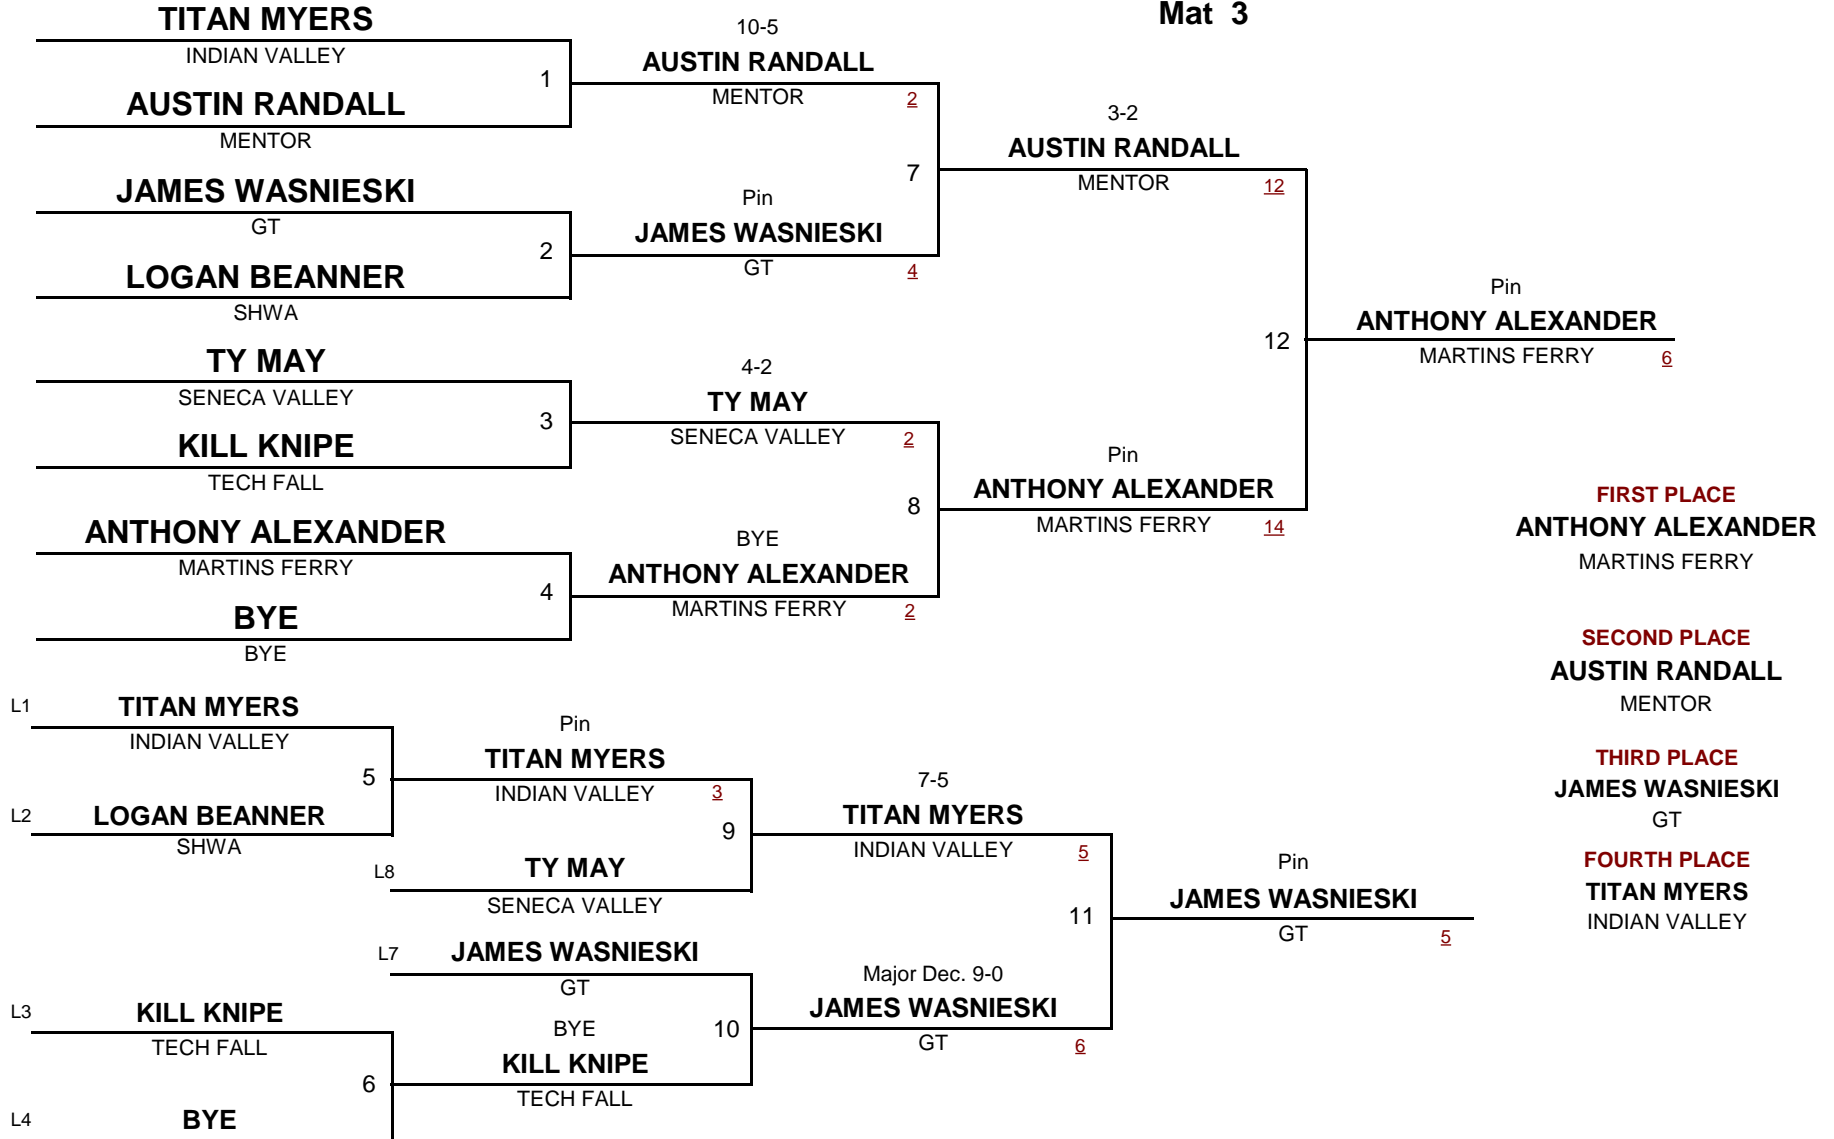 Mat 3
TITAN MYERS
INDIAN VALLEY
1
AUSTIN RANDALL
MENTOR
10-5
AUSTIN RANDALL
MENTOR
2
JAMES WASNIESKI
GT
2
LOGAN BEANNER
SHWA
Pin
JAMES WASNIESKI
GT
4
7
3-2
AUSTIN RANDALL
MENTOR
12
TY MAY
SENECA VALLEY
3
KILL KNIPE
TECH FALL
4-2
TY MAY
SENECA VALLEY
2
ANTHONY ALEXANDER
MARTINS FERRY
4
BYE
BYE
BYE
ANTHONY ALEXANDER
MARTINS FERRY
2
8
Pin
ANTHONY ALEXANDER
MARTINS FERRY
14
12
Pin
ANTHONY ALEXANDER
MARTINS FERRY
6
FIRST PLACE
ANTHONY ALEXANDER
MARTINS FERRY
SECOND PLACE
AUSTIN RANDALL
MENTOR
THIRD PLACE
JAMES WASNIESKI
GT
FOURTH PLACE
TITAN MYERS
INDIAN VALLEY
L1
TITAN MYERS
INDIAN VALLEY
5
L2
LOGAN BEANNER
SHWA
Pin
TITAN MYERS
INDIAN VALLEY
3
9
L8
TY MAY
SENECA VALLEY
7-5
TITAN MYERS
INDIAN VALLEY
5
L7
JAMES WASNIESKI
GT
L3
KILL KNIPE
TECH FALL
6
L4
BYE
BYE
KILL KNIPE
TECH FALL
10
Major Dec. 9-0
JAMES WASNIESKI
GT
6
11
Pin
JAMES WASNIESKI
GT
5